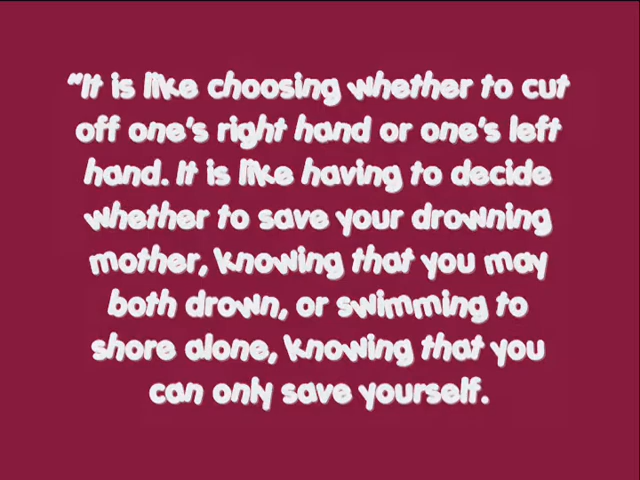 "It is like choosing whether to cut
off one's right hand or one's left
hand. It is like having to decide
whether to save your drowning
mother, knowing that you may
both drown, or swimming to
shore alone, knowing that you
can only save yourself.